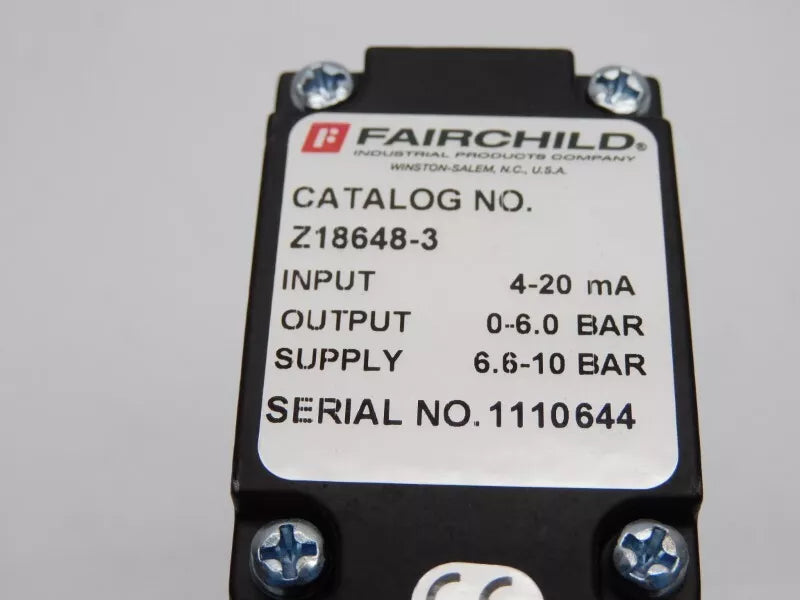 FAIRCHILD®
INDUSTRIAL PRODUCTS COMPANY
WINSTON-SALEM, N.C., U.S.A.
CATALOG NO.
Z18648-3
INPUT 4-20 mA
OUTPUT 0-6.0 BAR
SUPPLY 6.6-10 BAR
SERIAL NO. 1110644
CE